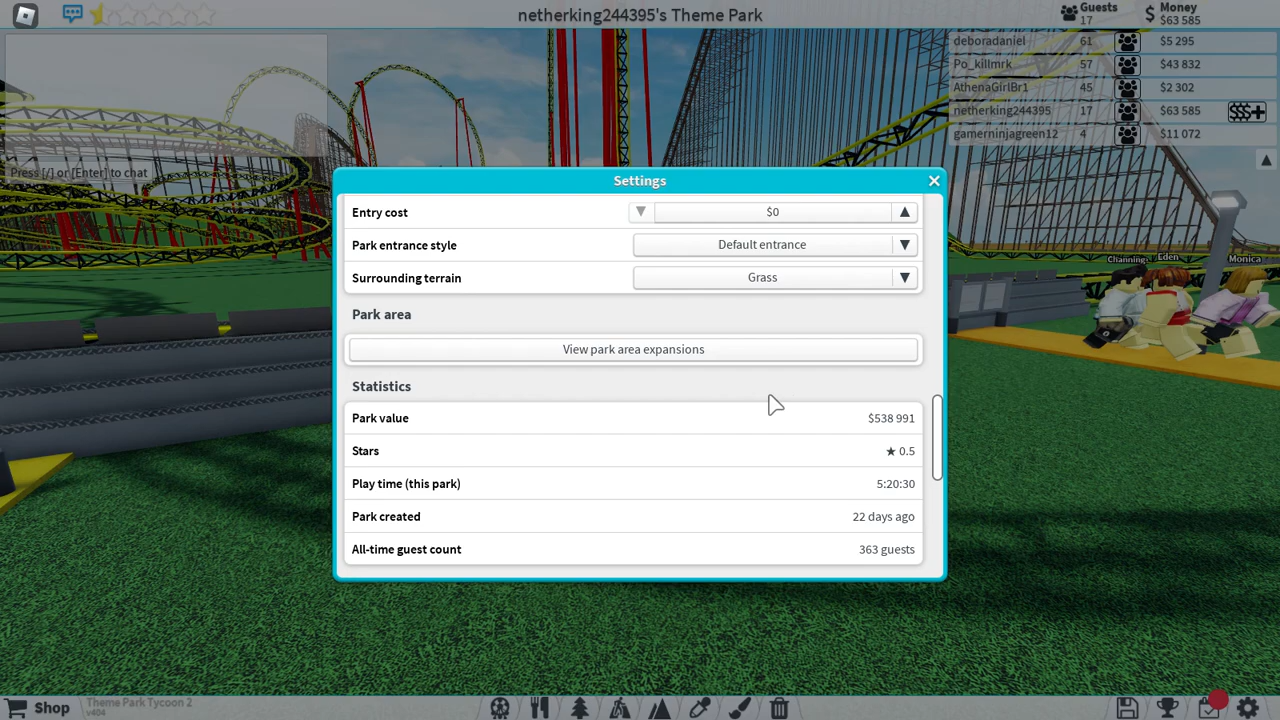 netherking244395's Theme Park
Guests
17
Money
$63 585
deboradaniel 61 $5 295
Po_killmrk 57 $43 832
AthenaGirlBr1 45 $2 302
netherking244395 17 $63 585 $$$+
gamerninjagreen12 4 $11 072
Press [/] or [Enter] to chat
Settings
Entry cost $0
Park entrance style Default entrance
Surrounding terrain Grass
Park area
View park area expansions
Statistics
Park value $538 991
Stars ★ 0.5
Play time (this park) 5:20:30
Park created 22 days ago
All-time guest count 363 guests
Channing
Eden
Monica
Shop
Theme Park Tycoon 2
v404